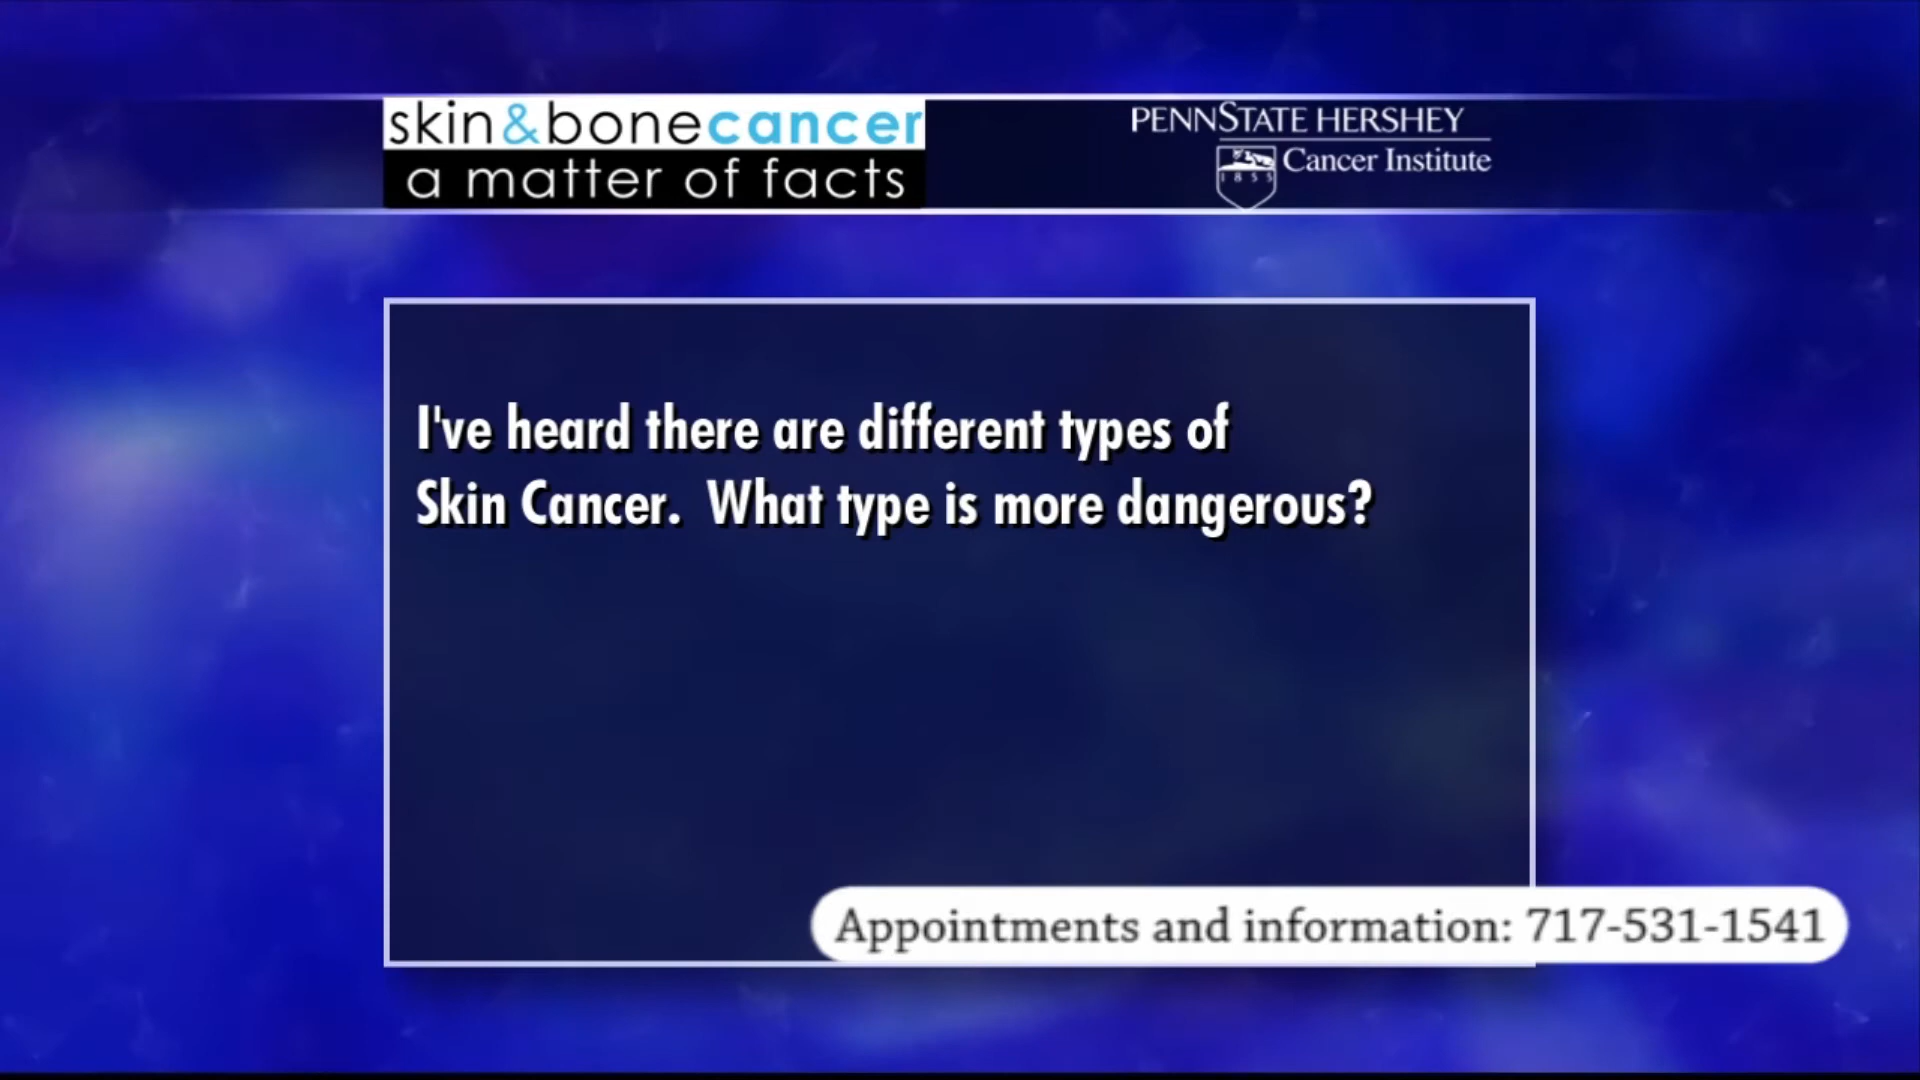 skin&bonecancer
a matter of facts
PENNSTATE HERSHEY
Cancer Institute
1855
I've heard there are different types of
Skin Cancer.  What type is more dangerous?
Appointments and information: 717-531-1541